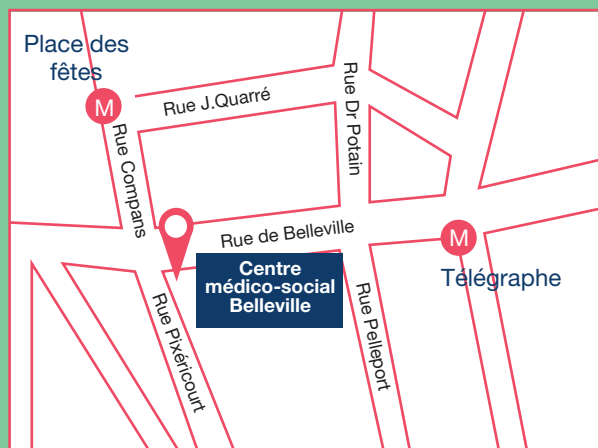 Place des
fêtes
M
Rue J.Quarré
Rue Dr Potain
Rue Compans
Rue de Belleville
M
Télégraphe
Centre
médico-social
Belleville
Rue Pixéricourt
Rue Pelleport